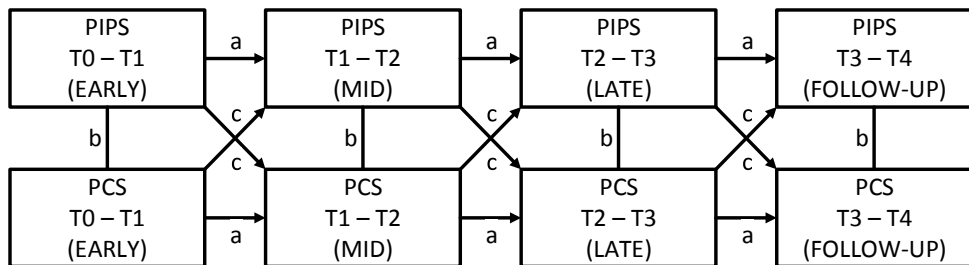 PIPS
T0 – T1
(EARLY)
a
PIPS
T1 – T2
(MID)
a
PIPS
T2 – T3
(LATE)
a
PIPS
T3 – T4
(FOLLOW-UP)
b
c
c
b
c
c
b
c
c
b
PCS
T0 – T1
(EARLY)
a
PCS
T1 – T2
(MID)
a
PCS
T2 – T3
(LATE)
a
PCS
T3 – T4
(FOLLOW-UP)